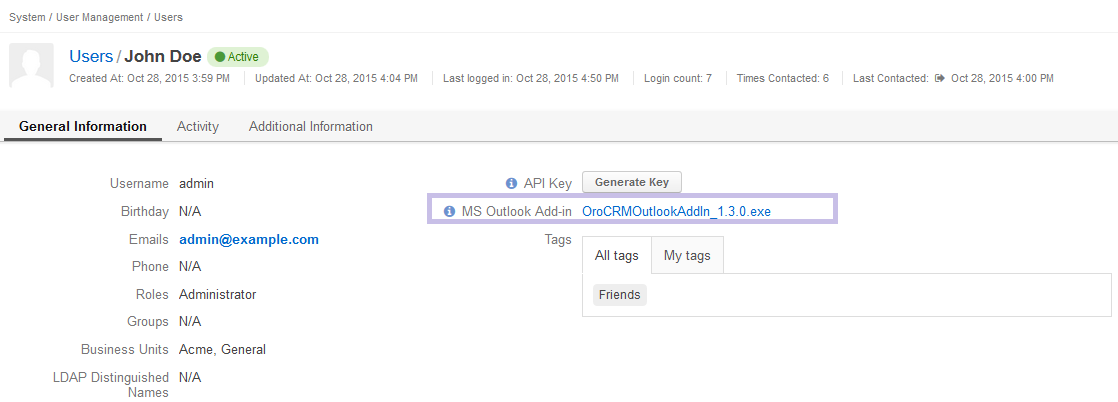 System / User Management / Users
Users / John Doe Active
Created At: Oct 28, 2015 3:59 PM Updated At: Oct 28, 2015 4:04 PM Last logged in: Oct 28, 2015 4:50 PM Login count: 7 Times Contacted: 6 Last Contacted: Oct 28, 2015 4:00 PM
General Information Activity Additional Information
Username admin API Key Generate Key
Birthday N/A MS Outlook Add-in OroCRMOutlookAddIn_1.3.0.exe
Emails admin@example.com Tags
All tags My tags
Phone N/A
Roles Administrator Friends
Groups N/A
Business Units Acme, General
LDAP Distinguished N/A
Names